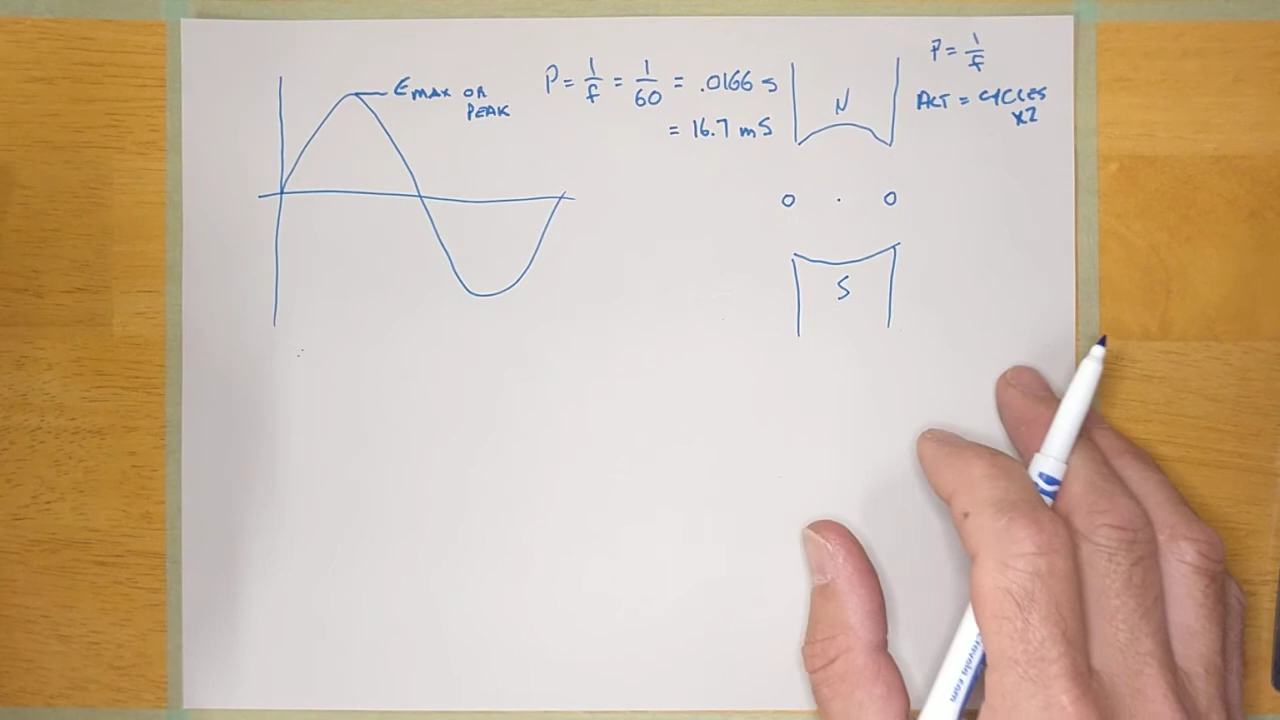 EMAX OR
PEAK
P = 1/f = 1/60 = .0166 s
= 16.7 mS
N
S
P = 1/f
ALT = CYCLES
x2